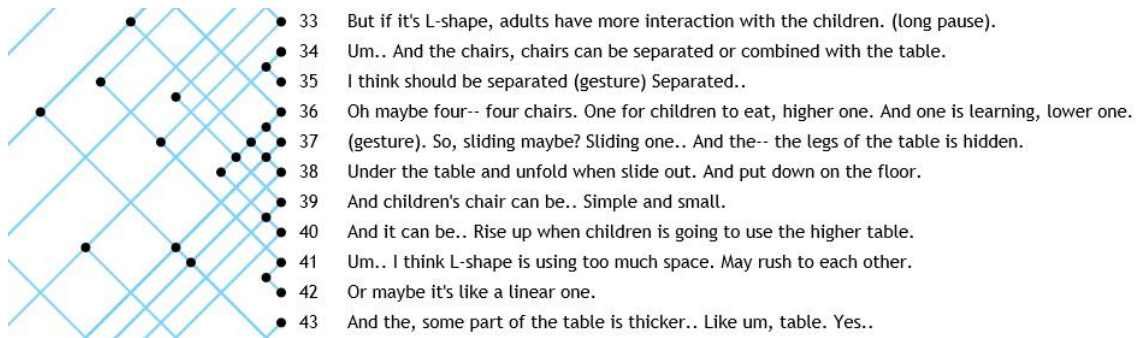 33 But if it's L-shape, adults have more interaction with the children. (long pause).
34 Um.. And the chairs, chairs can be separated or combined with the table.
35 I think should be separated (gesture) Separated..
36 Oh maybe four-- four chairs. One for children to eat, higher one. And one is learning, lower one.
37 (gesture). So, sliding maybe? Sliding one.. And the-- the legs of the table is hidden.
38 Under the table and unfold when slide out. And put down on the floor.
39 And children's chair can be.. Simple and small.
40 And it can be.. Rise up when children is going to use the higher table.
41 Um.. I think L-shape is using too much space. May rush to each other.
42 Or maybe it's like a linear one.
43 And the, some part of the table is thicker.. Like um, table. Yes..